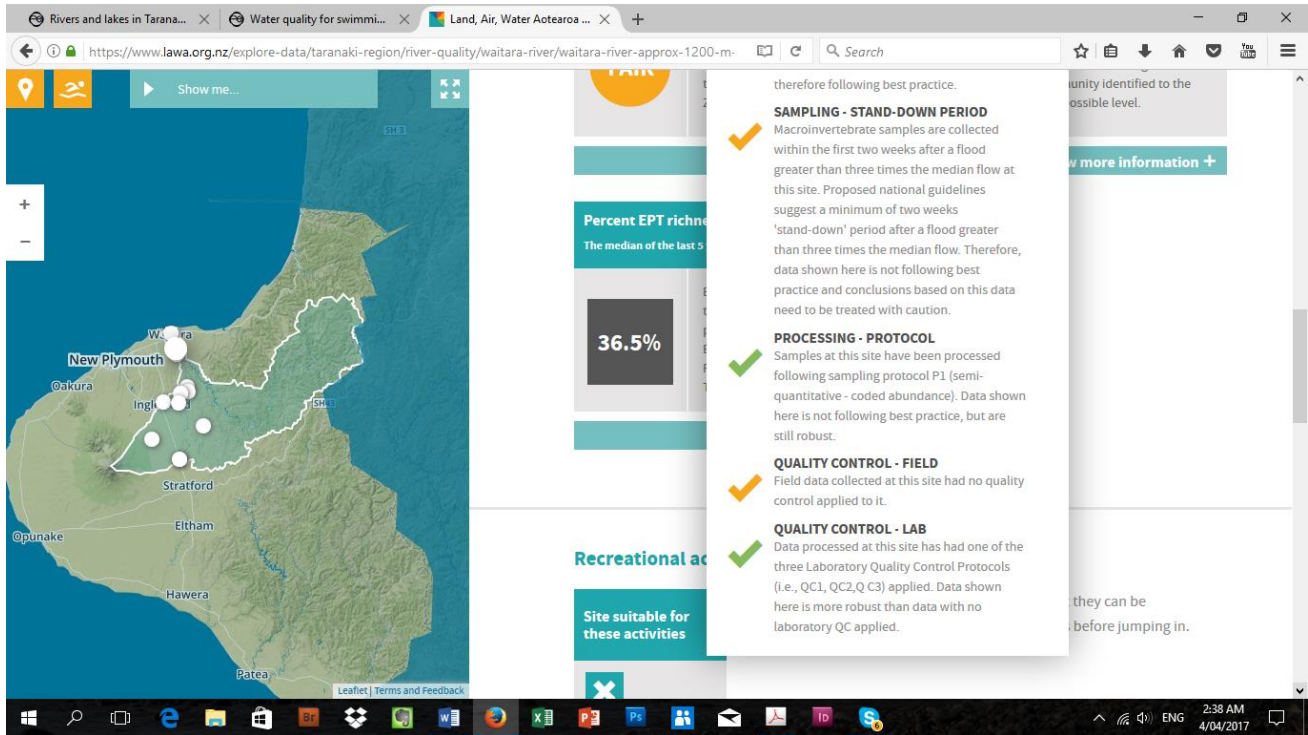 Rivers and lakes in Tarana...
Water quality for swimmi...
Land, Air, Water Aotearoa ...
https://www.lawa.org.nz/explore-data/taranaki-region/river-quality/waitara-river/waitara-river-approx-1200-m-
Search
You
Tube
Show me...
SH 3
+
−
New Plymouth
Oakura
SH43
Stratford
Eltham
Opunake
Hawera
Patea
Leaflet | Terms and Feedback
FAIR
Percent EPT richne
The median of the last 5
36.5%
Recreational ac
Site suitable for
these activities
therefore following best practice.
SAMPLING - STAND-DOWN PERIOD
Macroinvertebrate samples are collected
within the first two weeks after a flood
greater than three times the median flow at
this site. Proposed national guidelines
suggest a minimum of two weeks
'stand-down' period after a flood greater
than three times the median flow. Therefore,
data shown here is not following best
practice and conclusions based on this data
need to be treated with caution.
PROCESSING - PROTOCOL
Samples at this site have been processed
following sampling protocol P1 (semi-
quantitative - coded abundance). Data shown
here is not following best practice, but are
still robust.
QUALITY CONTROL - FIELD
Field data collected at this site had no quality
control applied to it.
QUALITY CONTROL - LAB
Data processed at this site has had one of the
three Laboratory Quality Control Protocols
(i.e., QC1, QC2,Q C3) applied. Data shown
here is more robust than data with no
laboratory QC applied.
unity identified to the
ossible level.
w more information +
they can be
before jumping in.
Br
Ps
ID
6
ENG
2:38 AM
4/04/2017